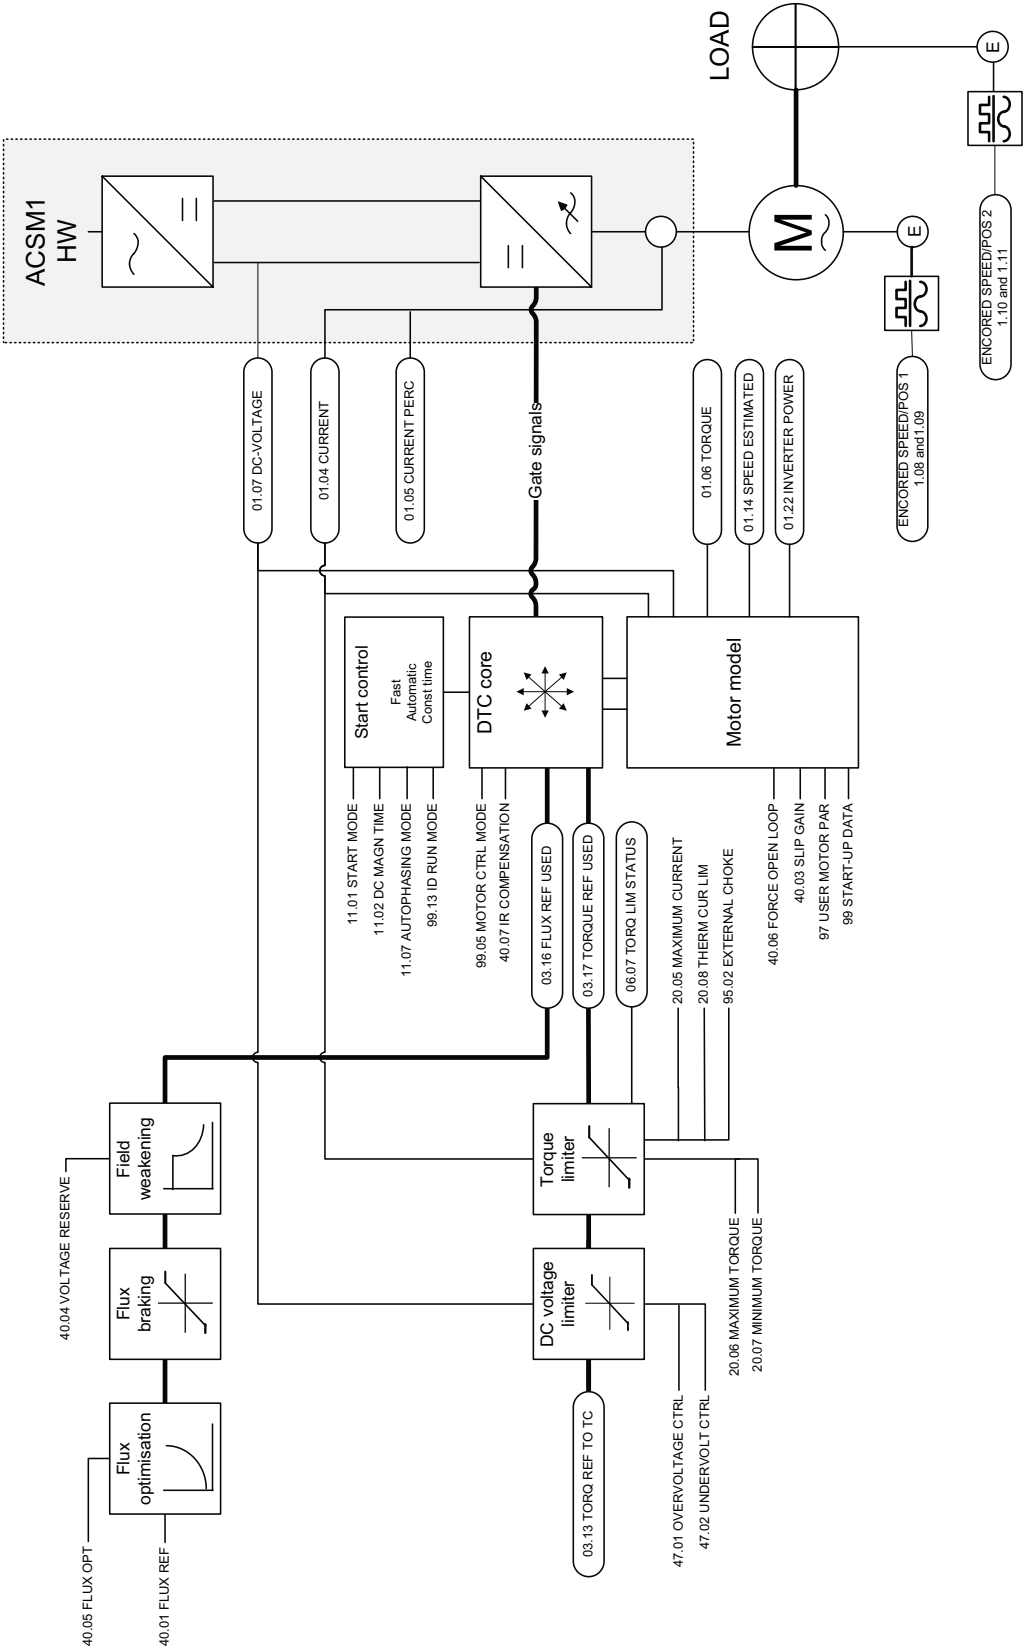 40.05 FLUX OPT
40.01 FLUX REF
Flux
optimisation
Flux
braking
40.04 VOLTAGE RESERVE
Field
weakening
03.13 TORQ REF TO TC
DC voltage
limiter
47.01 OVERVOLTAGE CTRL
47.02 UNDERVOLT CTRL
Torque
limiter
20.06 MAXIMUM TORQUE
20.07 MINIMUM TORQUE
20.05 MAXIMUM CURRENT
20.08 THERM CUR LIM
95.02 EXTERNAL CHOKE
03.16 FLUX REF USED
03.17 TORQUE REF USED
06.07 TORQ LIM STATUS
11.01 START MODE
11.02 DC MAGN TIME
11.07 AUTOPHASING MODE
99.13 ID RUN MODE
99.05 MOTOR CTRL MODE
40.07 IR COMPENSATION
40.06 FORCE OPEN LOOP
40.03 SLIP GAIN
97 USER MOTOR PAR
99 START-UP DATA
Start control
Fast
Automatic
Const time
DTC core
Motor model
01.07 DC-VOLTAGE
01.04 CURRENT
01.05 CURRENT PERC
Gate signals
01.06 TORQUE
01.14 SPEED ESTIMATED
01.22 INVERTER POWER
ENCORED SPEED/POS 1
1.08 and1.09
ENCORED SPEED/POS 2
1.10 and 1.11
ACSM1
HW
M
E
LOAD
E